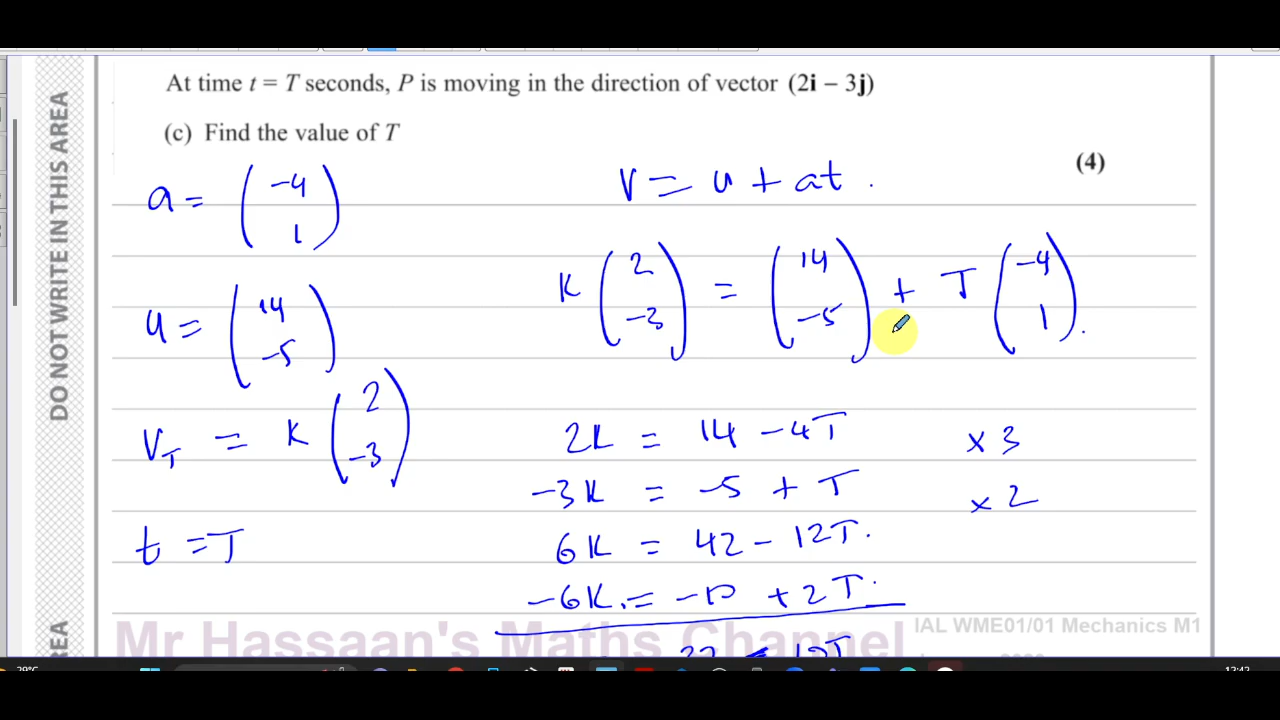 At time t = T seconds, P is moving in the direction of vector (2i – 3j)
(c) Find the value of T
(4)
a = (-4
1)
v = u + at.
u = (14
-5)
K (2
-3) = (14
-5) + T (-4
1).
V_T = K (2
-3)
t = T
2K = 14 - 4T × 3
-3K = -5 + T × 2
6K = 42 - 12T.
-6K. = -10 + 2T.
DO NOT WRITE IN THIS AREA
AREA
Mr Hassaan's Maths Channel
IAL WME01/01 Mechanics M1